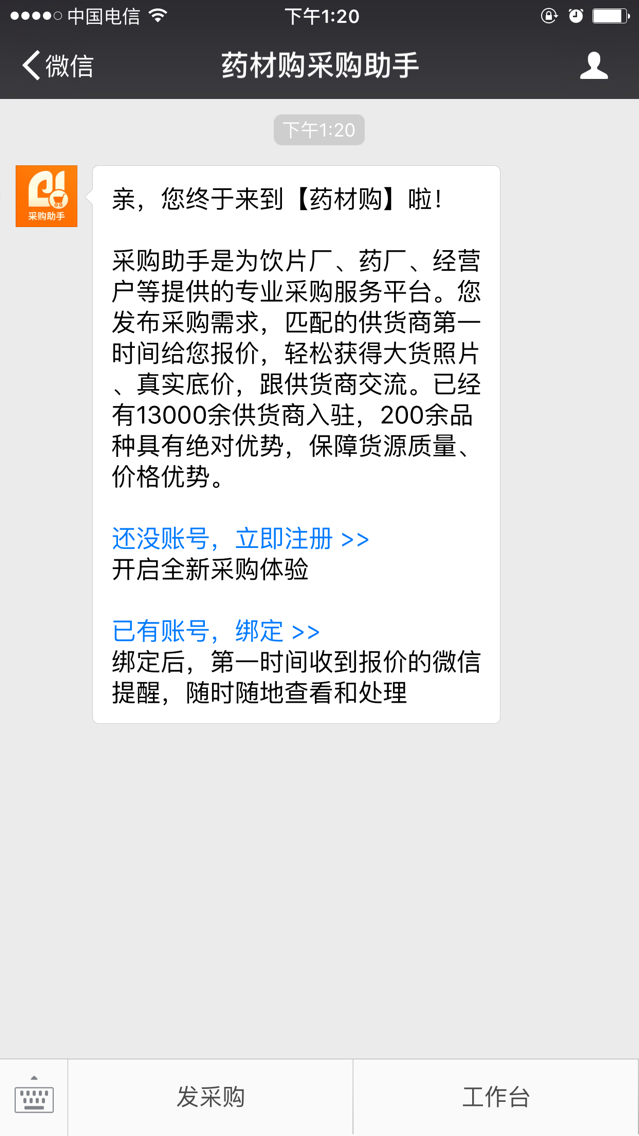 中国电信
下午1:20
微信
药材购采购助手
下午1:20
采购助手
亲，您终于来到【药材购】啦！
采购助手是为饮片厂、药厂、经营
户等提供的专业采购服务平台。您
发布采购需求，匹配的供货商第一
时间给您报价，轻松获得大货照片
、真实底价，跟供货商交流。已经
有13000余供货商入驻，200余品
种具有绝对优势，保障货源质量、
价格优势。
还没账号，立即注册 >>
开启全新采购体验
已有账号，绑定 >>
绑定后，第一时间收到报价的微信
提醒，随时随地查看和处理
发采购
工作台